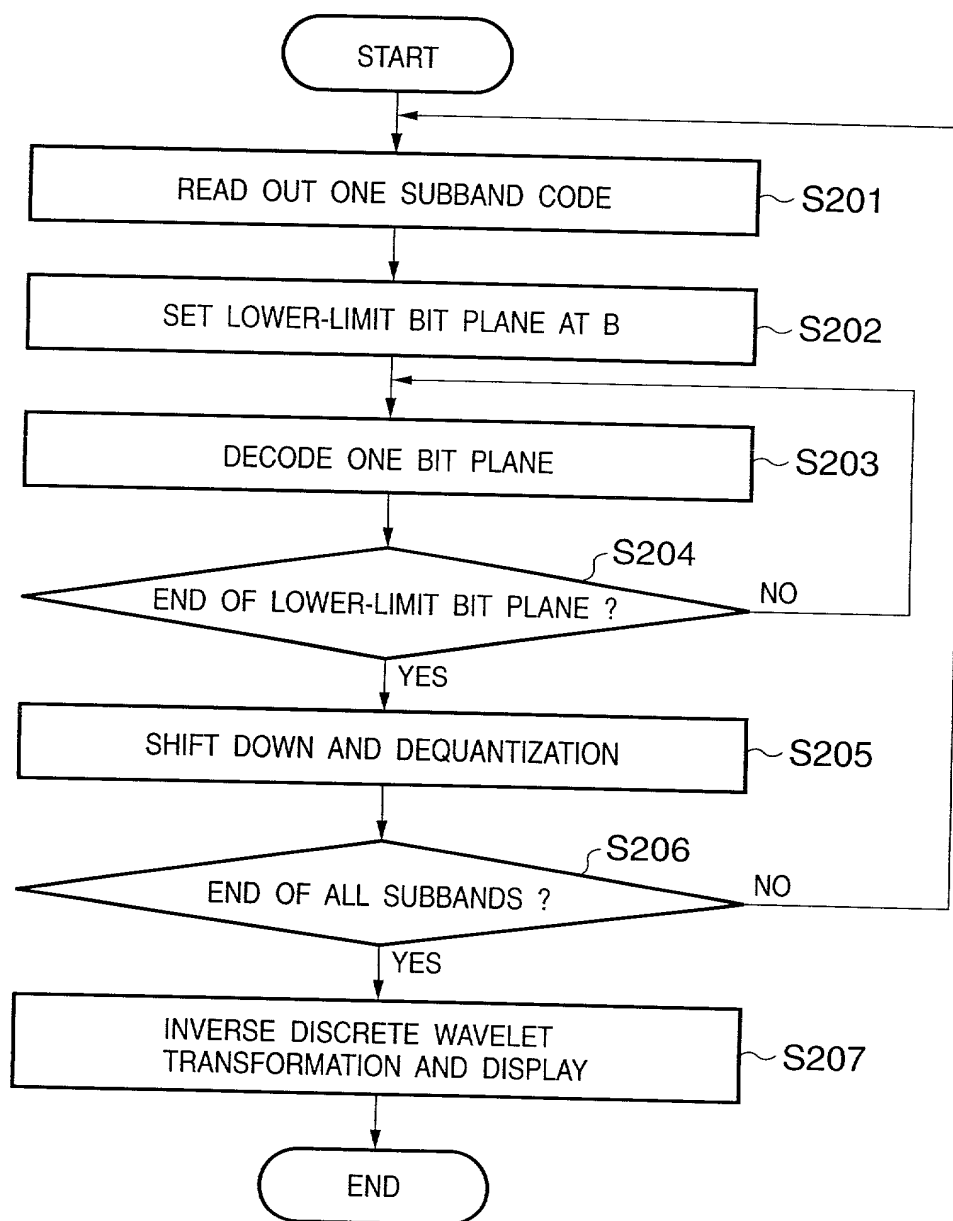 START
READ OUT ONE SUBBAND CODE
S201
SET LOWER-LIMIT BIT PLANE AT B
S202
DECODE ONE BIT PLANE
S203
S204
END OF LOWER-LIMIT BIT PLANE ?
NO
YES
SHIFT DOWN AND DEQUANTIZATION
S205
S206
END OF ALL SUBBANDS ?
NO
YES
INVERSE DISCRETE WAVELET
TRANSFORMATION AND DISPLAY
S207
END